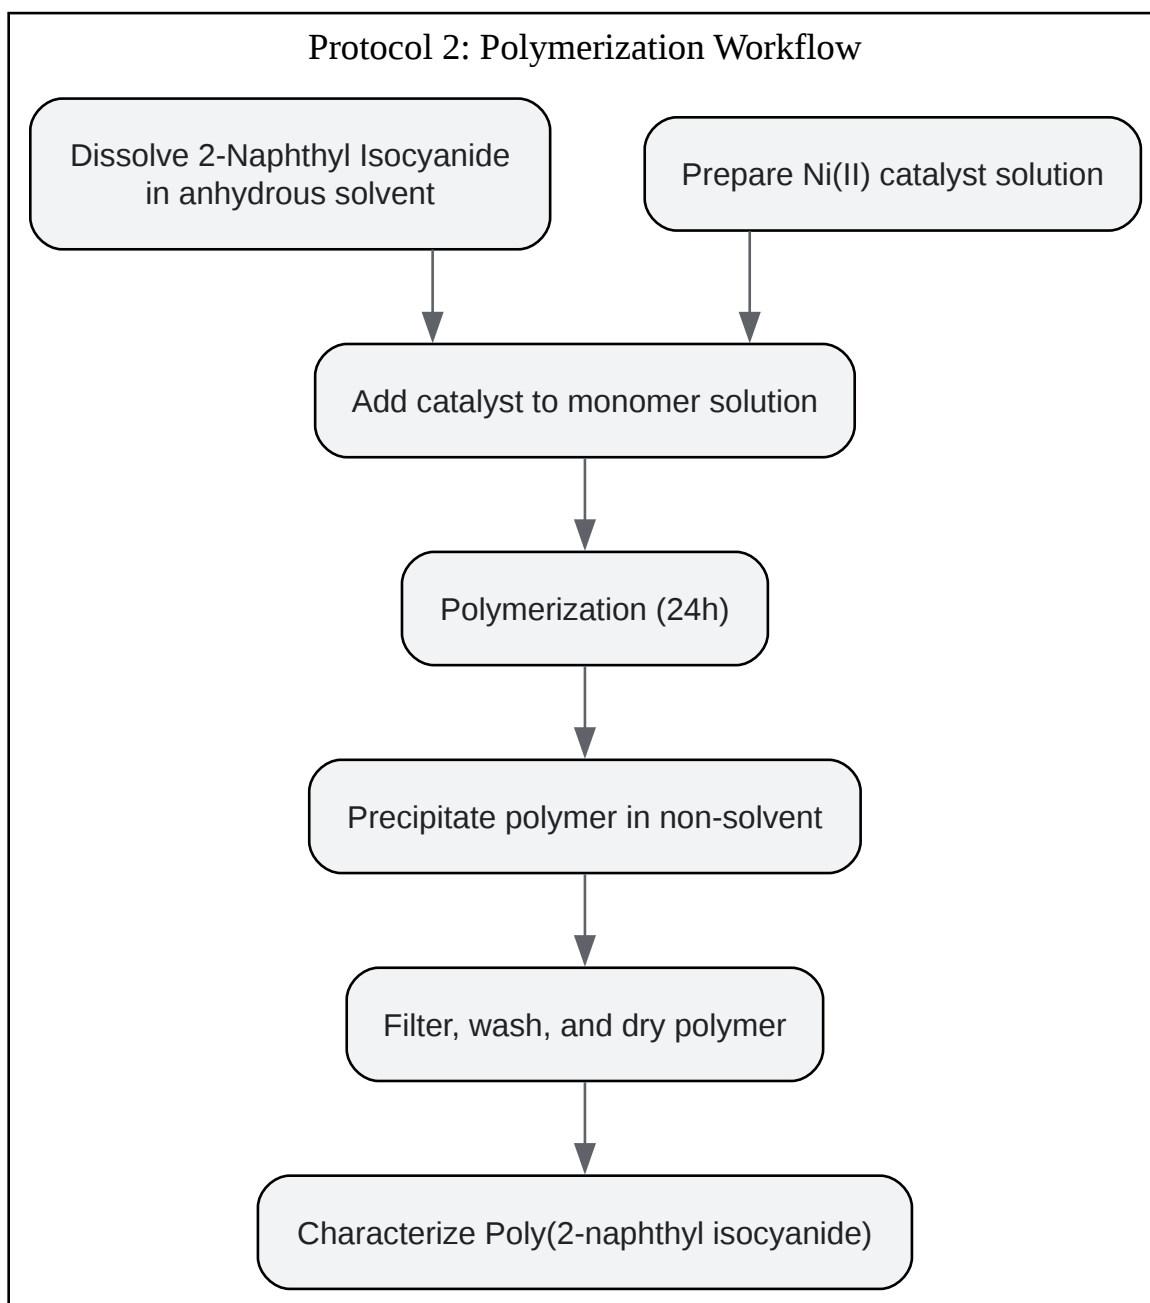 Protocol 2: Polymerization Workflow
Dissolve 2-Naphthyl Isocyanide
in anhydrous solvent
Prepare Ni(II) catalyst solution
Add catalyst to monomer solution
Polymerization (24h)
Precipitate polymer in non-solvent
Filter, wash, and dry polymer
Characterize Poly(2-naphthyl isocyanide)